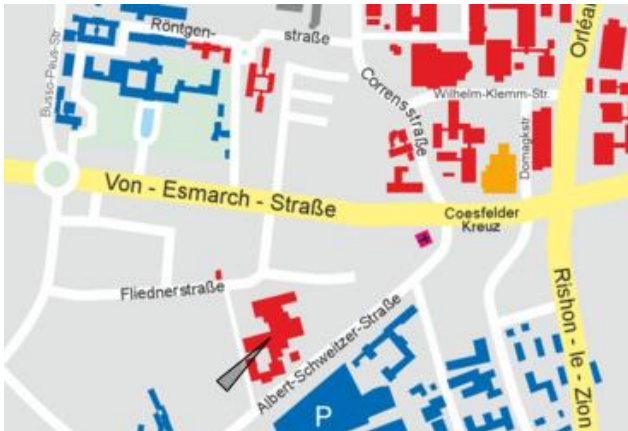 Röntgen-
straße
Orléa
Busso-Peus-Str
Corrensstraße
Wilhelm-Klemm-Str.
Domagkstr.
Von - Esmarch - Straße
Coesfelder
Kreuz
Fliednerstraße
Albert-Schweitzer-Straße
Rishon - le - Zion
P